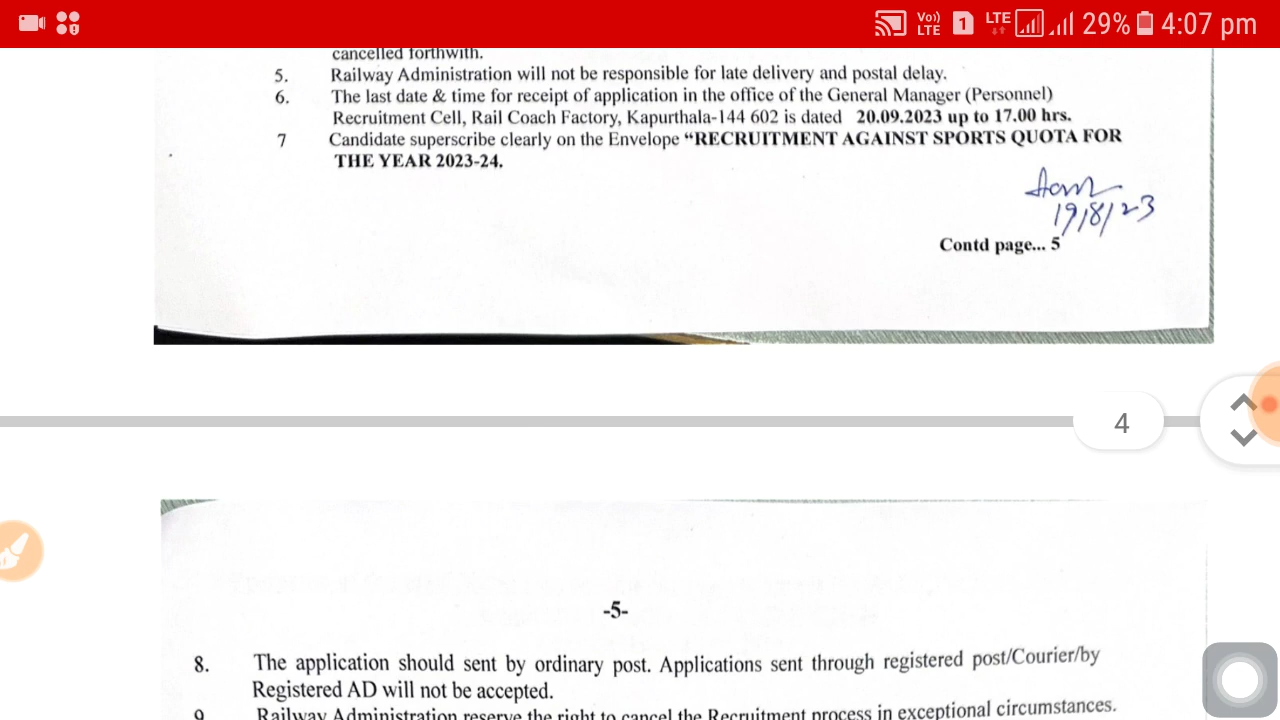 Vo)) LTE 1 LTE 29% 4:07 pm
cancelled forthwith.
5. Railway Administration will not be responsible for late delivery and postal delay.
6. The last date & time for receipt of application in the office of the General Manager (Personnel)
Recruitment Cell, Rail Coach Factory, Kapurthala-144 602 is dated 20.09.2023 up to 17.00 hrs.
7 Candidate superscribe clearly on the Envelope “RECRUITMENT AGAINST SPORTS QUOTA FOR
THE YEAR 2023-24.
19/8/23
Contd page... 5
4
-5-
8. The application should sent by ordinary post. Applications sent through registered post/Courier/by
Registered AD will not be accepted.
9 Railway Administration reserve the right to cancel the Recruitment process in exceptional circumstances.